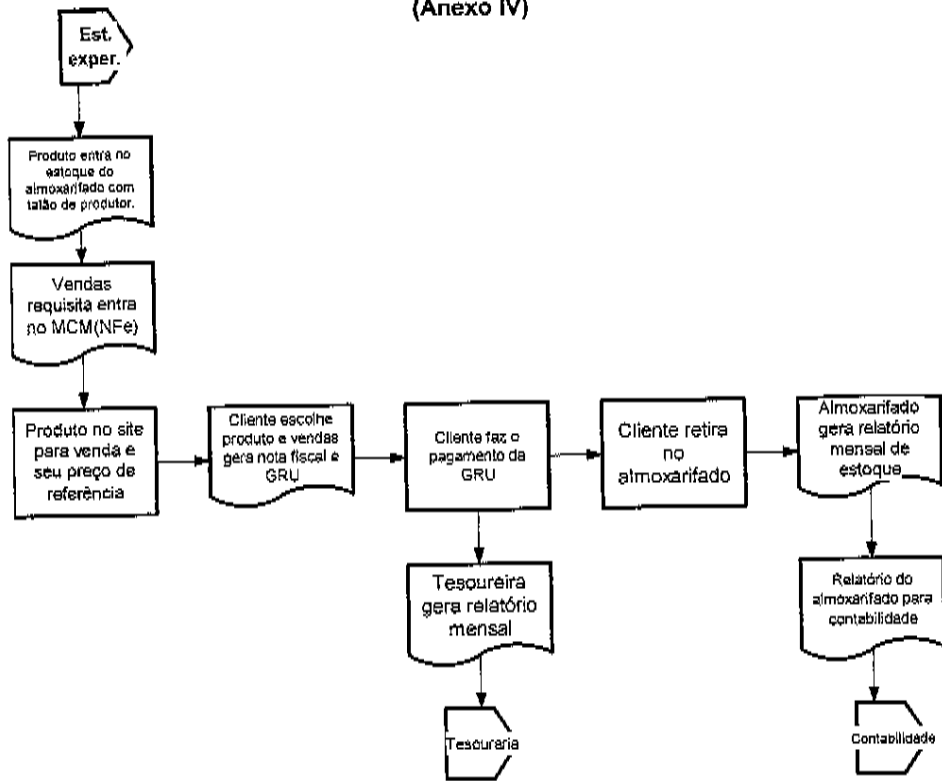 (Anexo IV)
Est.
exper.
Produto entra no
estoque do
almoxarifado com
talão de produtor.
Vendas
requisita entra
no MCM(NFe)
Produto no site
para venda e
seu preço de
referência
Cliente escolhe
produto e vendas
gera nota fiscal e
GRU
Cliente faz o
pagamento da
GRU
Cliente retira
no
almoxarifado
Almoxarifado
gera relatório
mensal de
estoque
Tesoureira
gera relatório
mensal
Relatório do
almoxarifado para
contabilidade
Tesouraria
Contabilidade